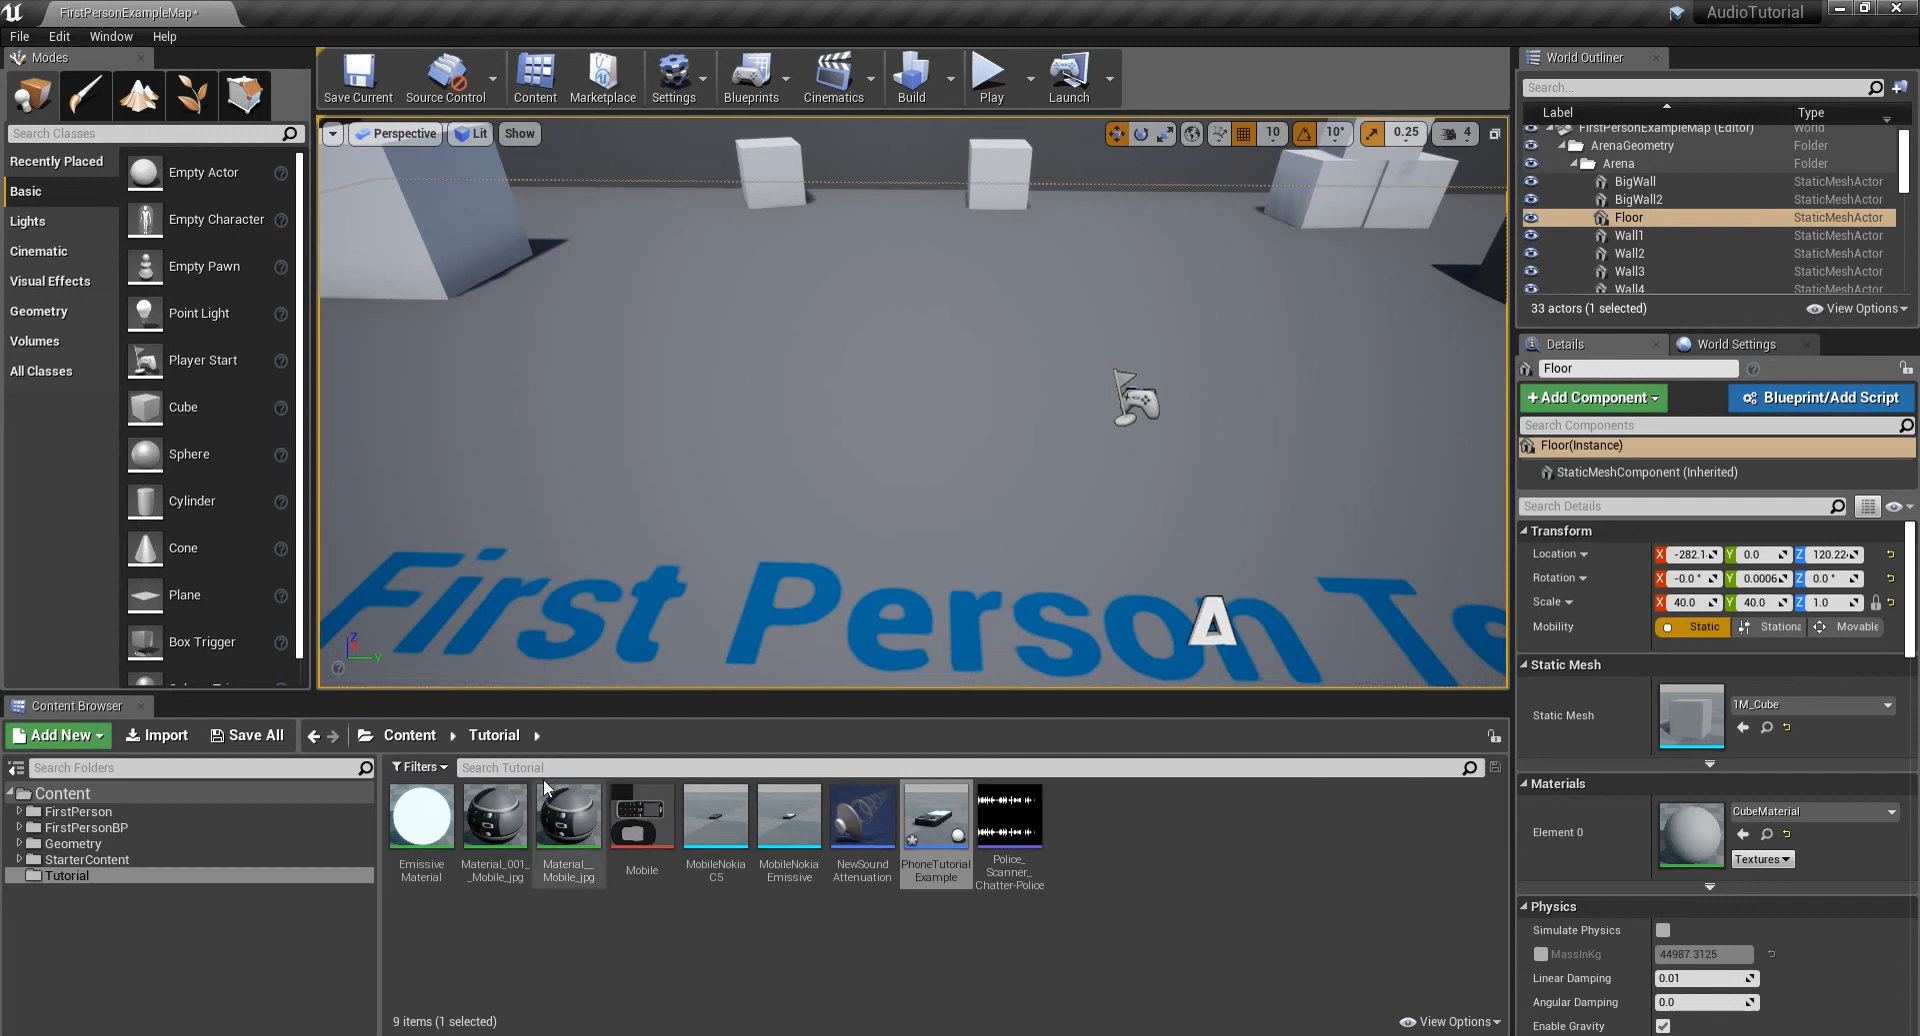 FirstPersonExampleMap*
AudioTutorial
File Edit Window Help
Modes
Search Classes
Recently Placed
Basic
Lights
Cinematic
Visual Effects
Geometry
Volumes
All Classes
Empty Actor
Empty Character
Empty Pawn
Point Light
Player Start
Cube
Sphere
Cylinder
Cone
Plane
Box Trigger
Save Current
Source Control
Content
Marketplace
Settings
Blueprints
Cinematics
Build
Play
Launch
Perspective Lit Show
10 10° 0.25 4
First Person Te
A
Z
Y
World Outliner
Search...
Label Type
FirstPersonExampleMap (Editor) World
ArenaGeometry Folder
Arena Folder
BigWall StaticMeshActor
BigWall2 StaticMeshActor
Floor StaticMeshActor
Wall1 StaticMeshActor
Wall2 StaticMeshActor
Wall3 StaticMeshActor
Wall4 StaticMeshActor
33 actors (1 selected) View Options
Details World Settings
Floor
+Add Component Blueprint/Add Script
Search Components
Floor(Instance)
StaticMeshComponent (Inherited)
Search Details
Transform
Location X -282.1 Y 0.0 Z 120.22
Rotation X -0.0° Y 0.0006 Z 0.0°
Scale X 40.0 Y 40.0 Z 1.0
Mobility Static Stationa Movable
Static Mesh
Static Mesh 1M_Cube
Materials
Element 0 CubeMaterial
Textures
Physics
Simulate Physics
MassInKg 44987.3125
Linear Damping 0.01
Angular Damping 0.0
Enable Gravity
Content Browser
Add New Import Save All Content Tutorial
Search Folders
Filters Search Tutorial
Content
FirstPerson
FirstPersonBP
Geometry
StarterContent
Tutorial
Emissive
Material
Material_001_
_Mobile_jpg
Material__
Mobile_jpg
Mobile
MobileNokia
C5
MobileNokia
Emissive
NewSound
Attenuation
PhoneTutorial
Example
Police_
Scanner_
Chatter-Police
9 items (1 selected) View Options